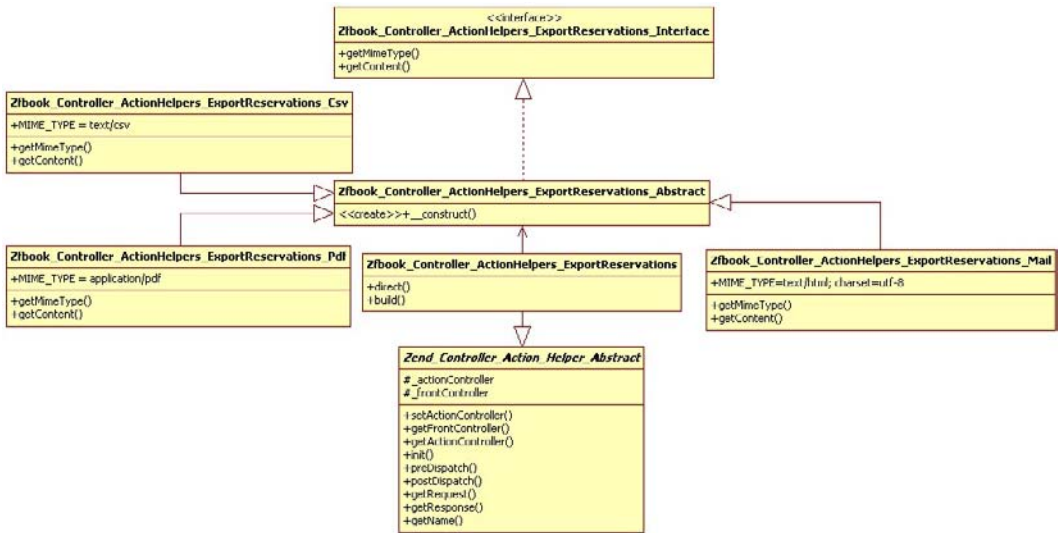 <<interface>>
Zfbook_Controller_ActionHelpers_ExportReservations_Interface
+getMimeType()
+getContent()
Zfbook_Controller_ActionHelpers_ExportReservations_Csv
+MIME_TYPE = text/csv
+getMimeType()
+getContent()
Zfbook_Controller_ActionHelpers_ExportReservations_Abstract
<<create>>+__construct()
Zfbook_Controller_ActionHelpers_ExportReservations_Pdf
+MIME_TYPE = application/pdf
+getMimeType()
+getContent()
Zfbook_Controller_ActionHelpers_ExportReservations
+direct()
+build()
Zfbook_Controller_ActionHelpers_ExportReservations_Mail
+MIME_TYPE=text/html; charset=utf-8
+getMimeType()
+getContent()
Zend_Controller_Action_Helper_Abstract
#_actionController
#_frontController
+setActionController()
+getFrontController()
+getActionController()
+init()
+preDispatch()
+postDispatch()
+getRequest()
+getResponse()
+getName()